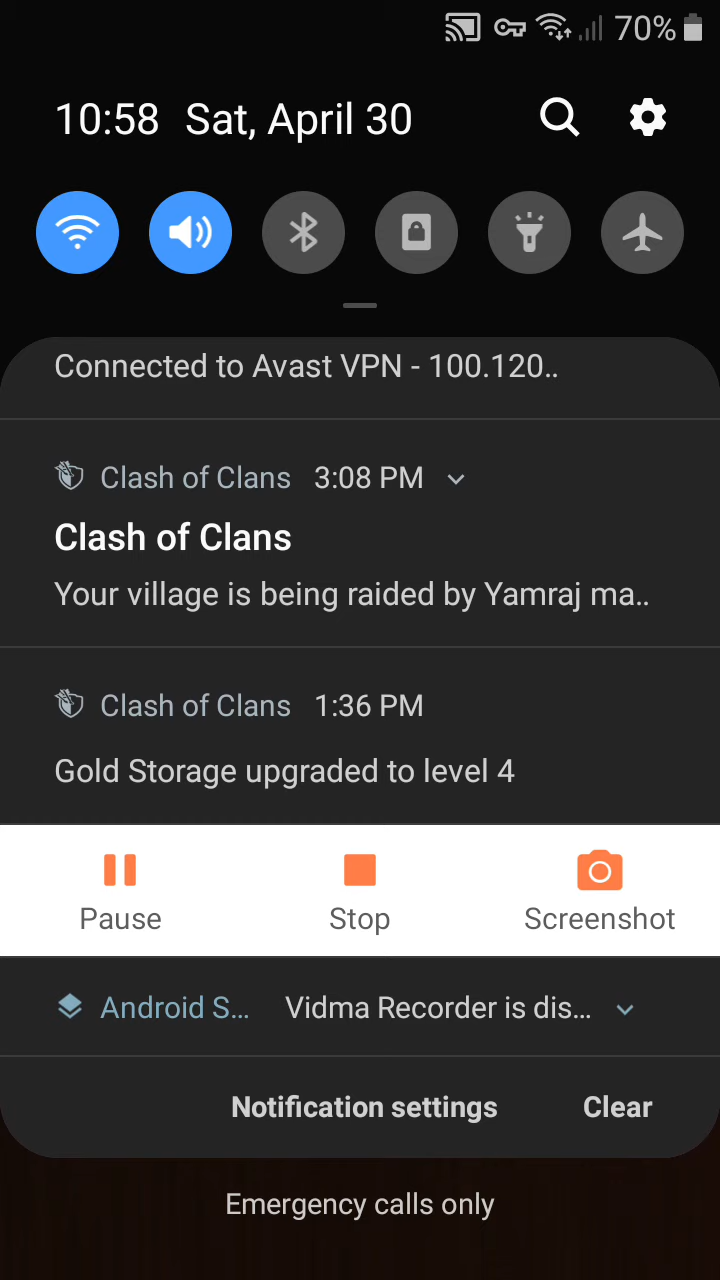 70%
10:58 Sat, April 30
Connected to Avast VPN - 100.120..
Clash of Clans 3:08 PM
Clash of Clans
Your village is being raided by Yamraj ma..
Clash of Clans 1:36 PM
Gold Storage upgraded to level 4
Pause Stop Screenshot
Android S... Vidma Recorder is dis...
Notification settings Clear
Emergency calls only